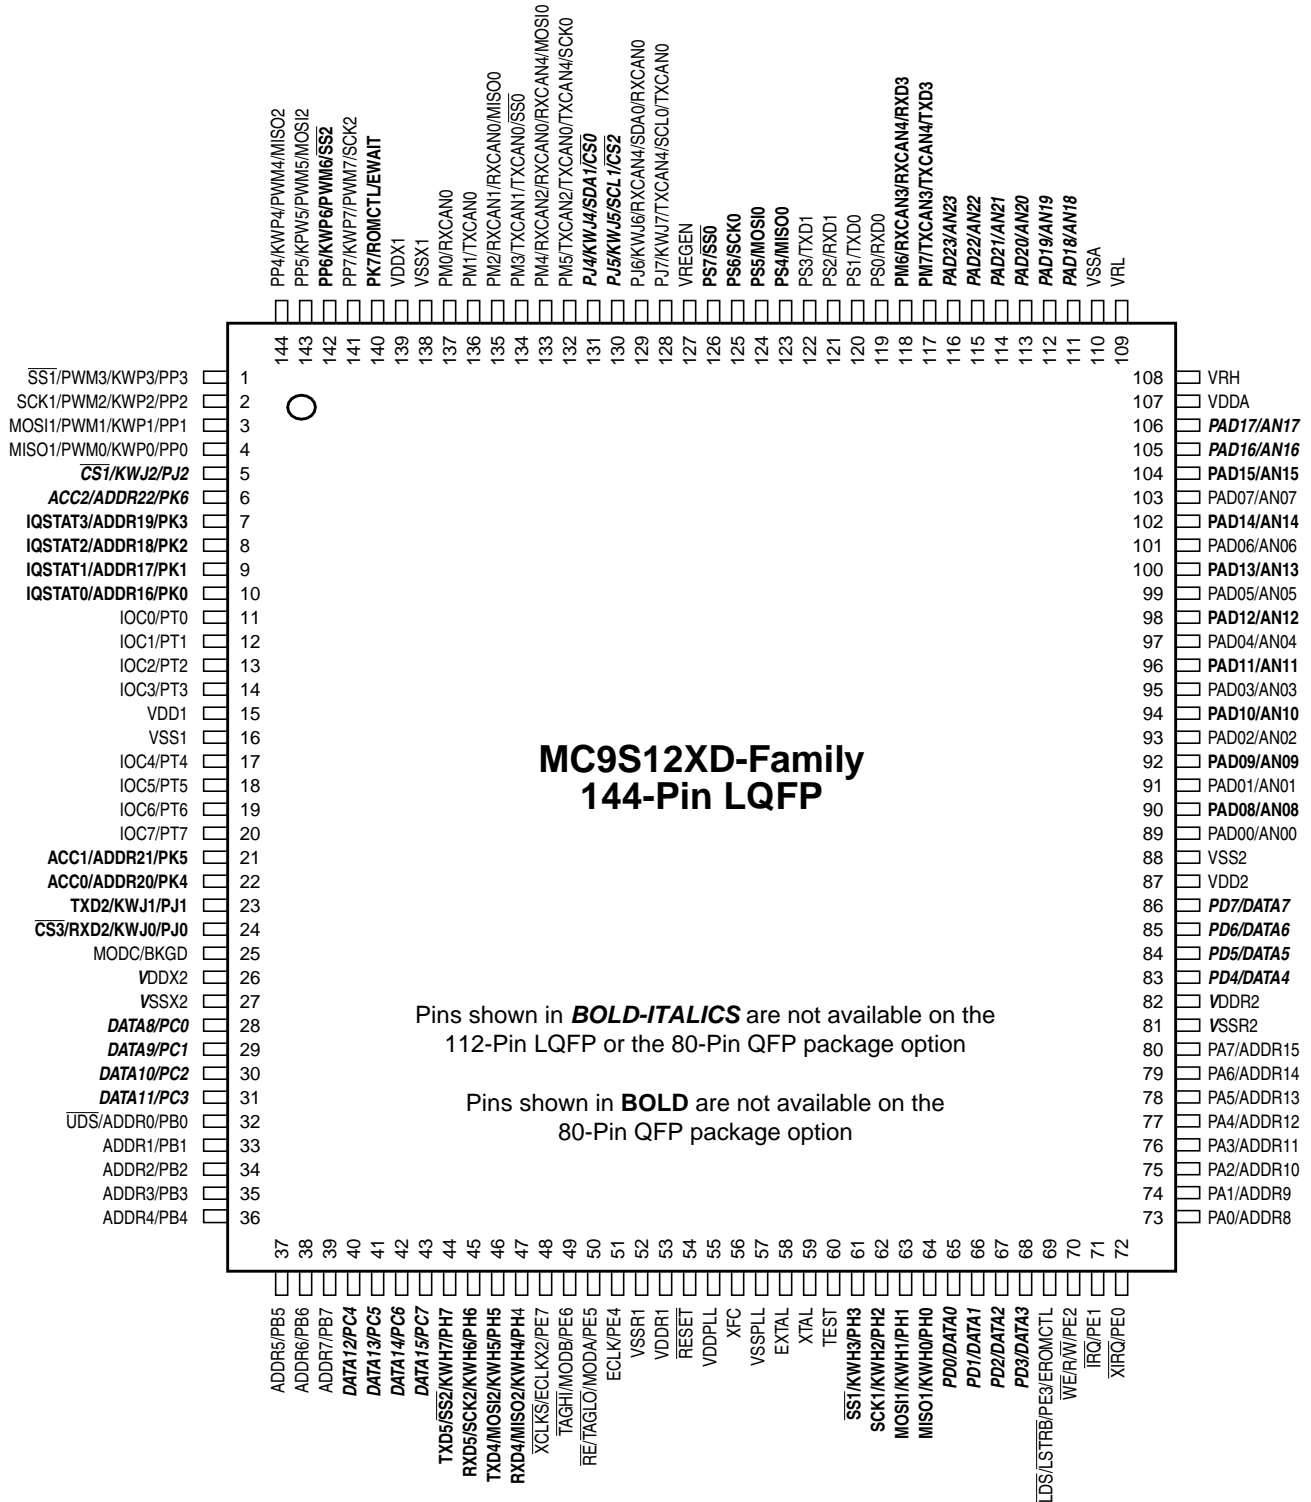 PP4/KWP4/PWM4/MISO2
PP5/KPW5/PWM5/MOSI2
PP6/KWP6/PWM6/SS2
PP7/KWP7/PWM7/SCK2
PK7/ROMCTL/EWAIT
VDDX1
VSSX1
PM0/RXCAN0
PM1/TXCAN0
PM2/RXCAN1/RXCAN0/MISO0
PM3/TXCAN1/TXCAN0/SS0
PM4/RXCAN2/RXCAN0/RXCAN4/MOSI0
PM5/TXCAN2/TXCAN0/TXCAN4/SCK0
PJ4/KWJ4/SDA1/CS0
PJ5/KWJ5/SCL1/CS2
PJ6/KWJ6/RXCAN4/SDA0/RXCAN0
PJ7/KWJ7/TXCAN4/SCL0/TXCAN0
VREGEN
PS7/SS0
PS6/SCK0
PS5/MOSI0
PS4/MISO0
PS3/TXD1
PS2/RXD1
PS1/TXD0
PS0/RXD0
PM6/RXCAN3/RXCAN4/RXD3
PM7/TXCAN3/TXCAN4/TXD3
PAD23/AN23
PAD22/AN22
PAD21/AN21
PAD20/AN20
PAD19/AN19
PAD18/AN18
VSSA
VRL
144
143
142
141
140
139
138
137
136
135
134
133
132
131
130
129
128
127
126
125
124
123
122
121
120
119
118
117
116
115
114
113
112
111
110
109
SS1/PWM3/KWP3/PP3 1
SCK1/PWM2/KWP2/PP2 2
MOSI1/PWM1/KWP1/PP1 3
MISO1/PWM0/KWP0/PP0 4
CS1/KWJ2/PJ2 5
ACC2/ADDR22/PK6 6
IQSTAT3/ADDR19/PK3 7
IQSTAT2/ADDR18/PK2 8
IQSTAT1/ADDR17/PK1 9
IQSTAT0/ADDR16/PK0 10
IOC0/PT0 11
IOC1/PT1 12
IOC2/PT2 13
IOC3/PT3 14
VDD1 15
VSS1 16
IOC4/PT4 17
IOC5/PT5 18
IOC6/PT6 19
IOC7/PT7 20
ACC1/ADDR21/PK5 21
ACC0/ADDR20/PK4 22
TXD2/KWJ1/PJ1 23
CS3/RXD2/KWJ0/PJ0 24
MODC/BKGD 25
VDDX2 26
VSSX2 27
DATA8/PC0 28
DATA9/PC1 29
DATA10/PC2 30
DATA11/PC3 31
UDS/ADDR0/PB0 32
ADDR1/PB1 33
ADDR2/PB2 34
ADDR3/PB3 35
ADDR4/PB4 36
MC9S12XD-Family
144-Pin LQFP
Pins shown in BOLD-ITALICS are not available on the
112-Pin LQFP or the 80-Pin QFP package option
Pins shown in BOLD are not available on the
80-Pin QFP package option
108 VRH
107 VDDA
106 PAD17/AN17
105 PAD16/AN16
104 PAD15/AN15
103 PAD07/AN07
102 PAD14/AN14
101 PAD06/AN06
100 PAD13/AN13
99 PAD05/AN05
98 PAD12/AN12
97 PAD04/AN04
96 PAD11/AN11
95 PAD03/AN03
94 PAD10/AN10
93 PAD02/AN02
92 PAD09/AN09
91 PAD01/AN01
90 PAD08/AN08
89 PAD00/AN00
88 VSS2
87 VDD2
86 PD7/DATA7
85 PD6/DATA6
84 PD5/DATA5
83 PD4/DATA4
82 VDDR2
81 VSSR2
80 PA7/ADDR15
79 PA6/ADDR14
78 PA5/ADDR13
77 PA4/ADDR12
76 PA3/ADDR11
75 PA2/ADDR10
74 PA1/ADDR9
73 PA0/ADDR8
37
38
39
40
41
42
43
44
45
46
47
48
49
50
51
52
53
54
55
56
57
58
59
60
61
62
63
64
65
66
67
68
69
70
71
72
ADDR5/PB5
ADDR6/PB6
ADDR7/PB7
DATA12/PC4
DATA13/PC5
DATA14/PC6
DATA15/PC7
TXD5/SS2/KWH7/PH7
RXD5/SCK2/KWH6/PH6
TXD4/MOSI2/KWH5/PH5
RXD4/MISO2/KWH4/PH4
XCLKS/ECLKX2/PE7
TAGHI/MODB/PE6
RE/TAGLO/MODA/PE5
ECLK/PE4
VSSR1
VDDR1
RESET
VDDPLL
XFC
VSSPLL
EXTAL
XTAL
TEST
SS1/KWH3/PH3
SCK1/KWH2/PH2
MOSI1/KWH1/PH1
MISO1/KWH0/PH0
PD0/DATA0
PD1/DATA1
PD2/DATA2
PD3/DATA3
LDS/LSTRB/PE3/EROMCTL
WE/R/W/PE2
IRQ/PE1
XIRQ/PE0